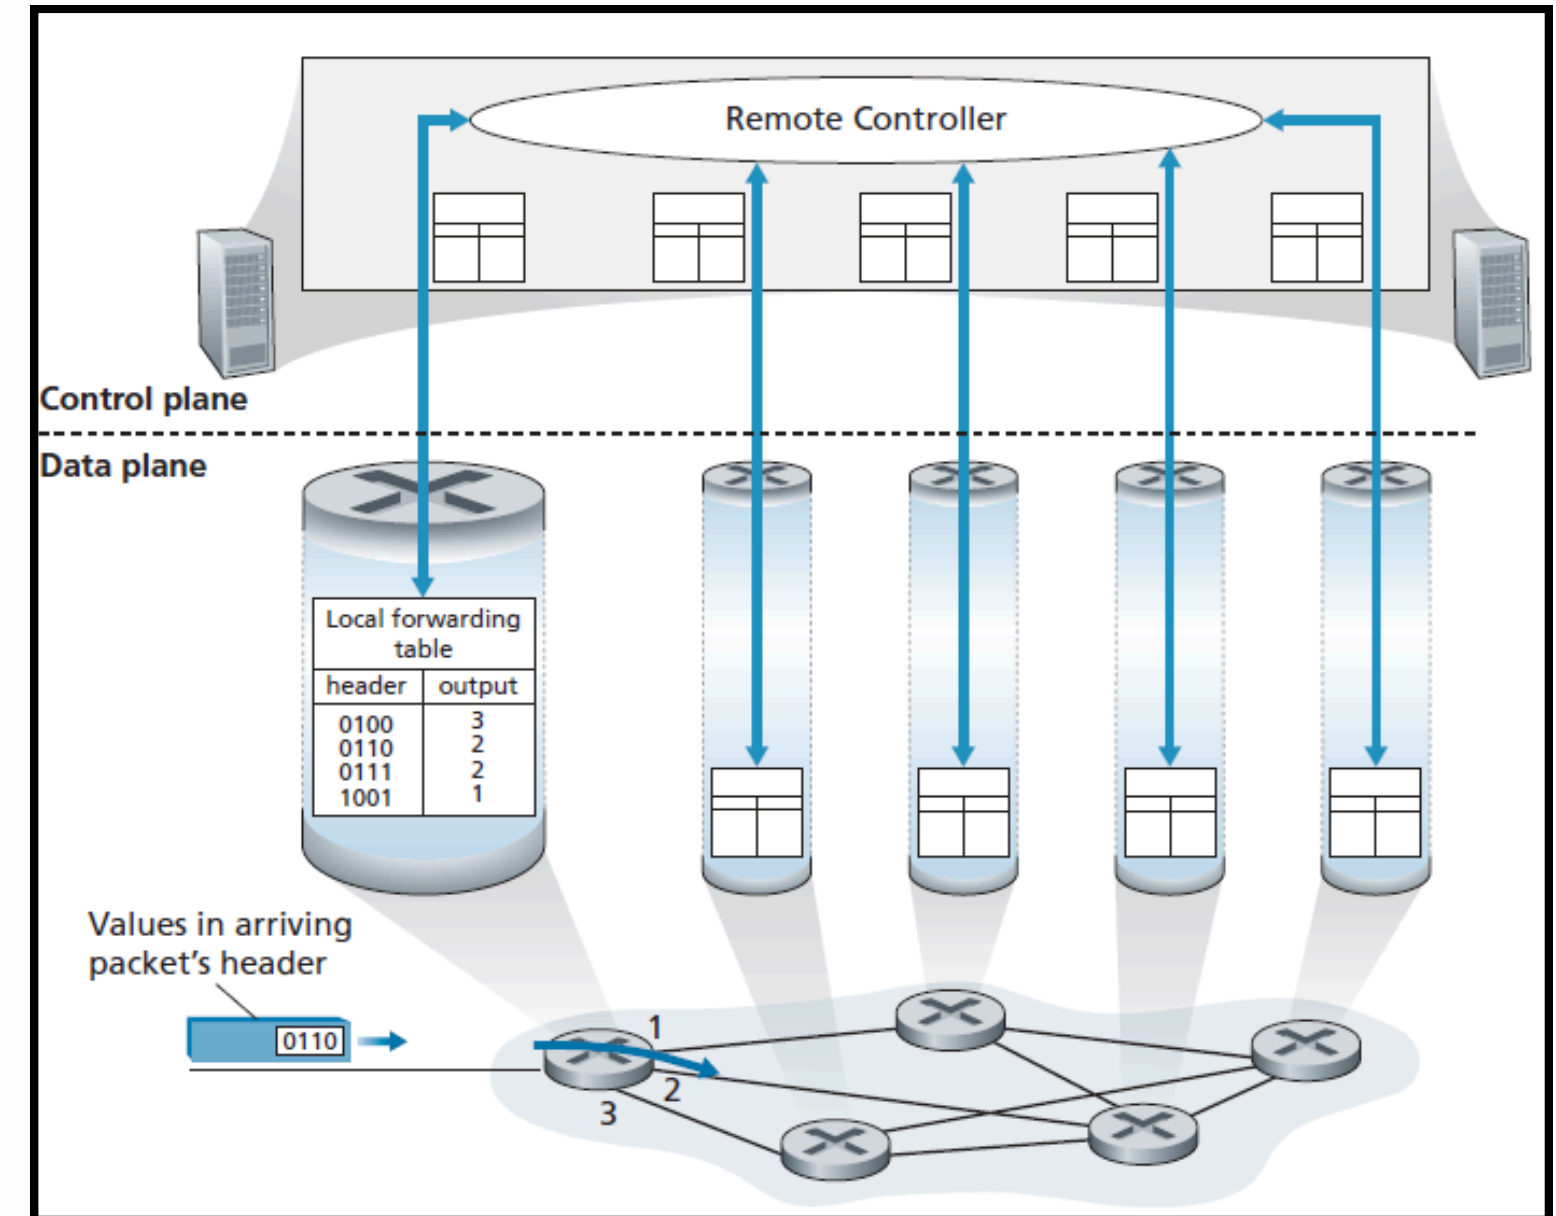 Remote Controller
Control plane
Data plane
Local forwarding
table
header output
0100 3
0110 2
0111 2
1001 1
Values in arriving
packet's header
0110
1
2
3